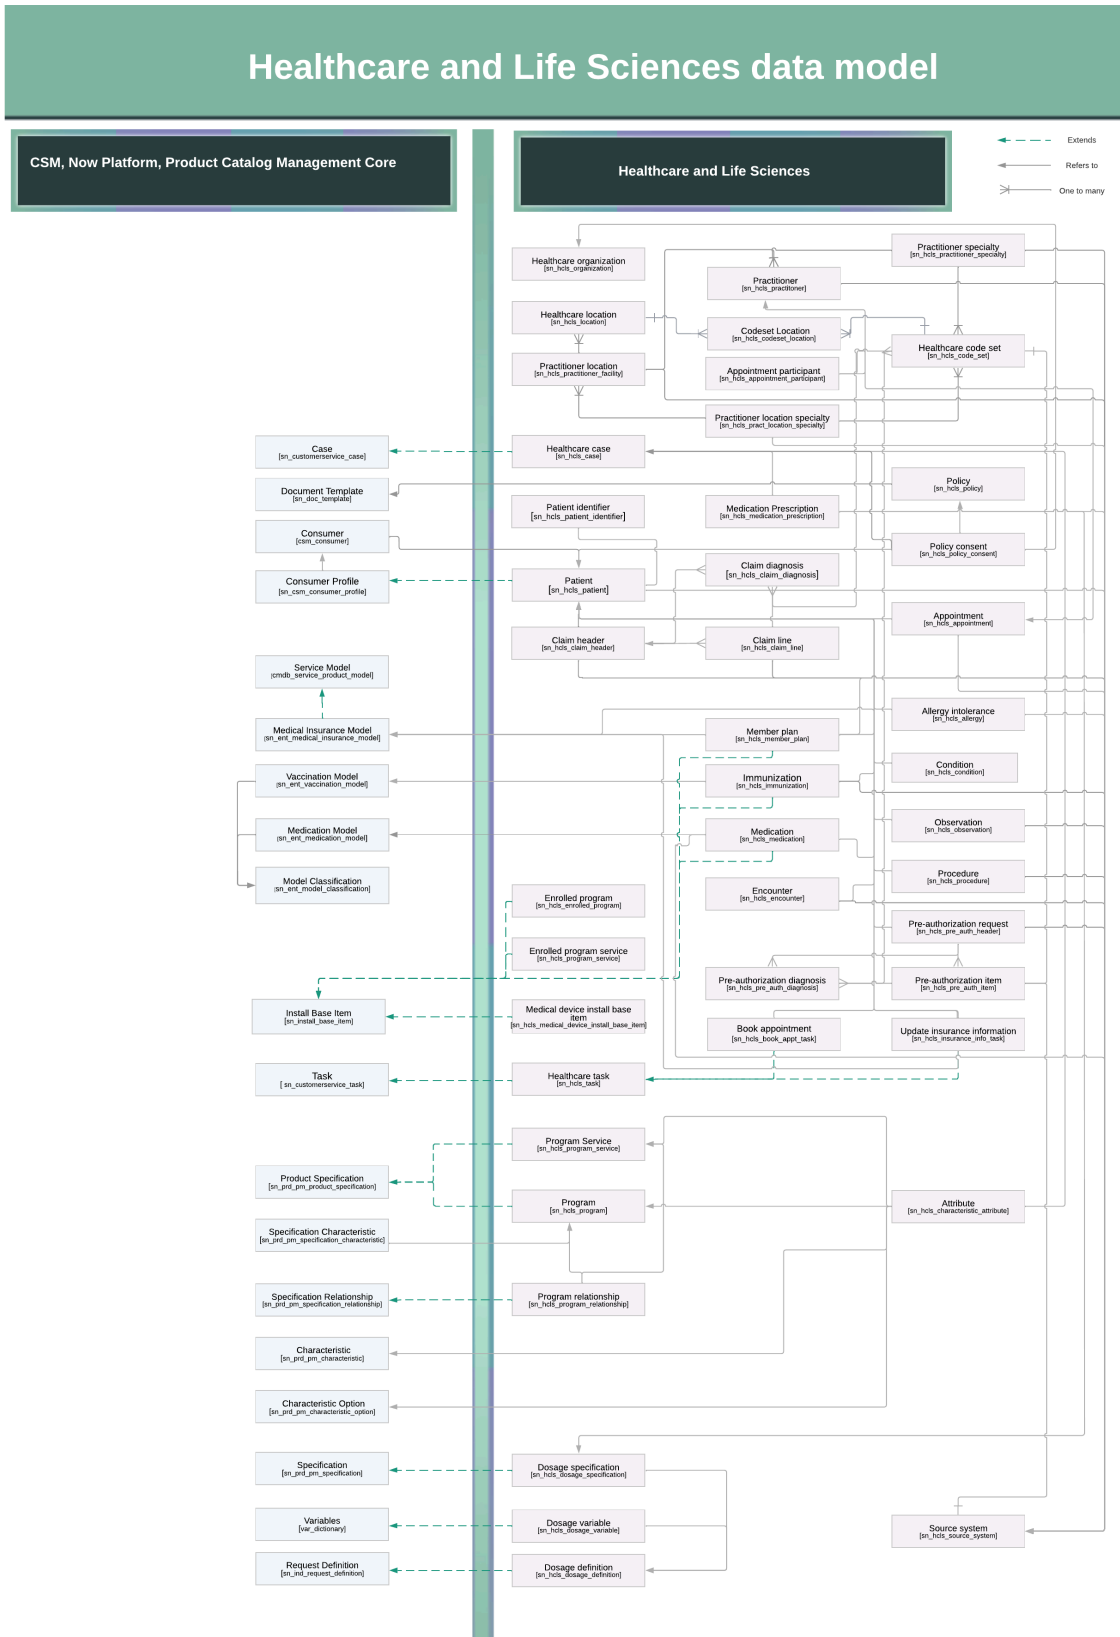 Healthcare and Life Sciences data model
CSM, Now Platform, Product Catalog Management Core
Healthcare and Life Sciences
Extends
Refers to
One to many
Healthcare organization
[sn_hcls_organization]
Practitioner specialty
[sn_hcls_practitioner_specialty]
Practitioner
[sn_hcls_practitoner]
Healthcare location
[sn_hcls_location]
Codeset Location
[sn_hcls_codeset_location]
Healthcare code set
[sn_hcls_code_set]
Practitioner location
[sn_hcls_practitioner_facility]
Appointment participant
[sn_hcls_appointment_participant]
Practitioner location specialty
[sn_hcls_pract_location_specialty]
Case
[sn_customerservice_case]
Healthcare case
[sn_hcls_case]
Document Template
[sn_doc_template]
Policy
[sn_hcls_policy]
Patient identifier
[sn_hcls_patient_identifier]
Medication Prescription
[sn_hcls_medication_prescription]
Consumer
[csm_consumer]
Policy consent
[sn_hcls_policy_consent]
Consumer Profile
[sn_csm_consumer_profile]
Patient
[sn_hcls_patient]
Claim diagnosis
[sn_hcls_claim_diagnosis]
Appointment
[sn_hcls_appointment]
Claim header
[sn_hcls_claim_header]
Claim line
[sn_hcls_claim_line]
Service Model
[cmdb_service_product_model]
Allergy intolerance
[sn_hcls_allergy]
Medical Insurance Model
[sn_ent_medical_insurance_model]
Member plan
[sn_hcls_member_plan]
Vaccination Model
[sn_ent_vaccination_model]
Immunization
[sn_hcls_immunization]
Condition
[sn_hcls_condition]
Medication Model
[sn_ent_medication_model]
Medication
[sn_hcls_medication]
Observation
[sn_hcls_observation]
Model Classification
[sn_ent_model_classification]
Enrolled program
[sn_hcls_enrolled_program]
Encounter
[sn_hcls_encounter]
Procedure
[sn_hcls_procedure]
Pre-authorization request
[sn_hcls_pre_auth_header]
Enrolled program service
[sn_hcls_program_service]
Pre-authorization diagnosis
[sn_hcls_pre_auth_diagnosis]
Pre-authorization item
[sn_hcls_pre_auth_item]
Install Base Item
[sn_install_base_item]
Medical device install base
item
[sn_hcls_medical_device_install_base_item]
Book appointment
[sn_hcls_book_appt_task]
Update insurance information
[sn_hcls_insurance_info_task]
Task
[ sn_customerservice_task]
Healthcare task
[sn_hcls_task]
Program Service
[sn_hcls_program_service]
Product Specification
[sn_prd_pm_product_specification]
Program
[sn_hcls_program]
Attribute
[sn_hcls_characteristic_attribute]
Specification Characteristic
[sn_prd_pm_specification_characteristic]
Specification Relationship
[sn_prd_pm_specification_relationship]
Program relationship
[sn_hcls_program_relationship]
Characteristic
[sn_prd_pm_characteristic]
Characteristic Option
[sn_prd_pm_characteristic_option]
Specification
[sn_prd_pm_specification]
Dosage specification
[sn_hcls_dosage_specification]
Variables
[var_dictionary]
Dosage variable
[sn_hcls_dosage_variable]
Source system
[sn_hcls_source_system]
Request Definition
[sn_ind_request_definition]
Dosage definition
[sn_hcls_dosage_definition]